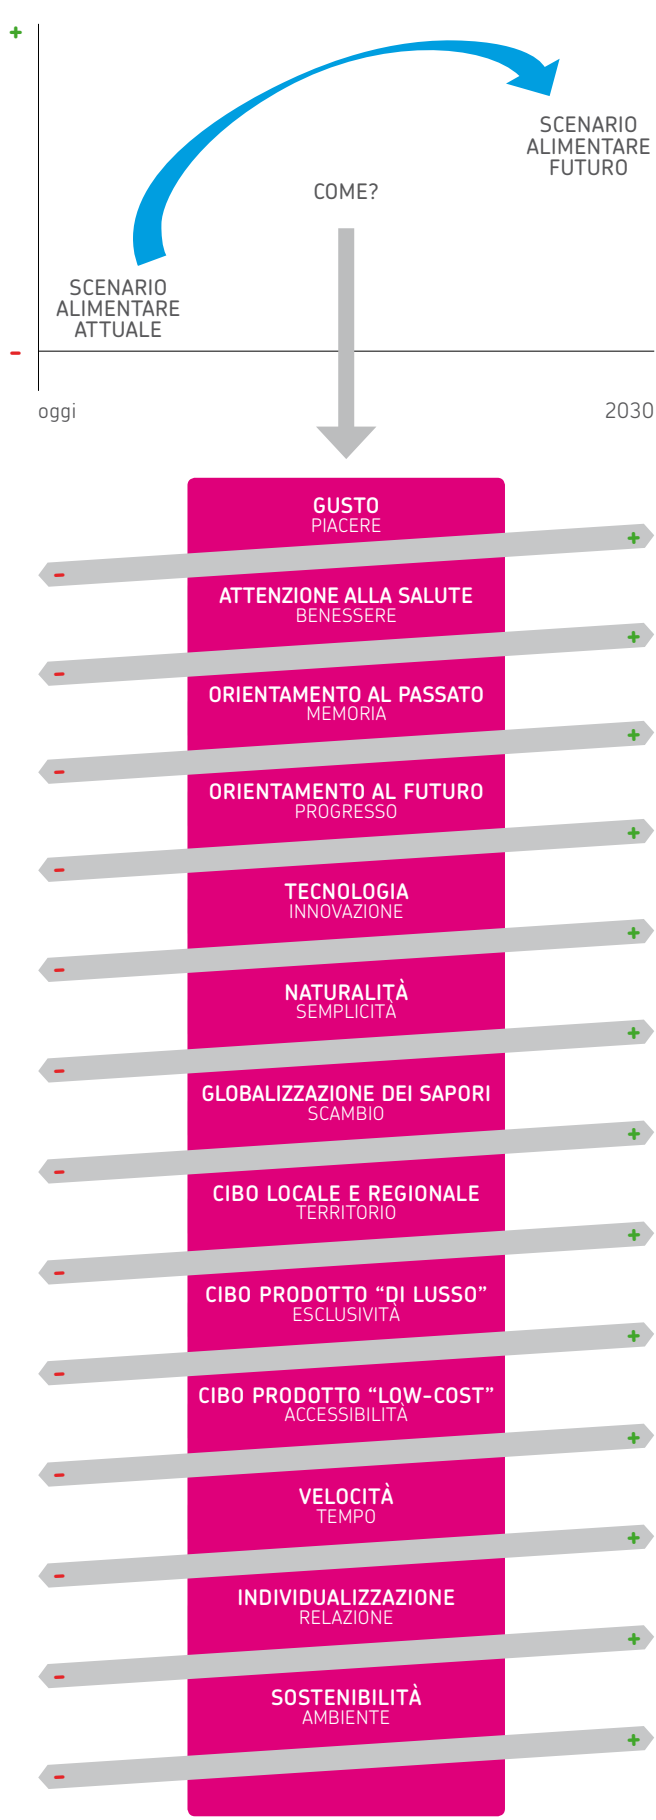 +
SCENARIO
ALIMENTARE
FUTURO
COME?
SCENARIO
ALIMENTARE
ATTUALE
-
oggi
2030
GUSTO
PIACERE
+
-
ATTENZIONE ALLA SALUTE
BENESSERE
+
-
ORIENTAMENTO AL PASSATO
MEMORIA
+
-
ORIENTAMENTO AL FUTURO
PROGRESSO
+
-
TECNOLOGIA
INNOVAZIONE
+
-
NATURALITÀ
SEMPLICITÀ
+
-
GLOBALIZZAZIONE DEI SAPORI
SCAMBIO
+
-
CIBO LOCALE E REGIONALE
TERRITORIO
+
-
CIBO PRODOTTO “DI LUSSO”
ESCLUSIVITÀ
+
-
CIBO PRODOTTO “LOW-COST”
ACCESSIBILITÀ
+
-
VELOCITÀ
TEMPO
+
-
INDIVIDUALIZZAZIONE
RELAZIONE
+
-
SOSTENIBILITÀ
AMBIENTE
+
-